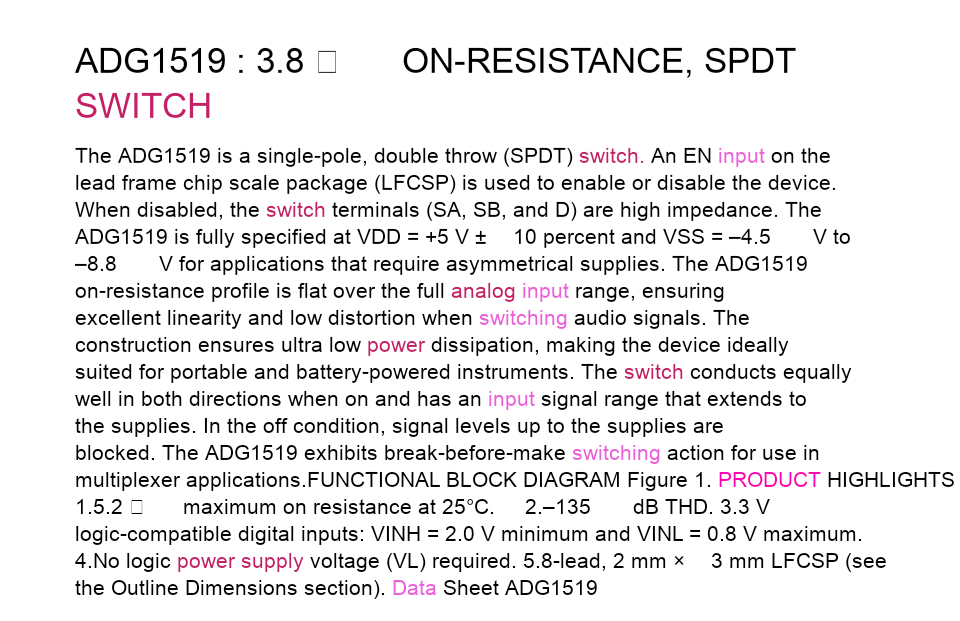 ADG1519 : 3.8 □ ON-RESISTANCE, SPDT
SWITCH
The ADG1519 is a single-pole, double throw (SPDT) switch. An EN input on the
lead frame chip scale package (LFCSP) is used to enable or disable the device.
When disabled, the switch terminals (SA, SB, and D) are high impedance. The
ADG1519 is fully specified at VDD = +5 V ± 10 percent and VSS = –4.5 V to
–8.8 V for applications that require asymmetrical supplies. The ADG1519
on-resistance profile is flat over the full analog input range, ensuring
excellent linearity and low distortion when switching audio signals. The
construction ensures ultra low power dissipation, making the device ideally
suited for portable and battery-powered instruments. The switch conducts equally
well in both directions when on and has an input signal range that extends to
the supplies. In the off condition, signal levels up to the supplies are
blocked. The ADG1519 exhibits break-before-make switching action for use in
multiplexer applications.FUNCTIONAL BLOCK DIAGRAM Figure 1. PRODUCT HIGHLIGHTS
1.5.2 □ maximum on resistance at 25°C. 2.–135 dB THD. 3.3 V
logic-compatible digital inputs: VINH = 2.0 V minimum and VINL = 0.8 V maximum.
4.No logic power supply voltage (VL) required. 5.8-lead, 2 mm × 3 mm LFCSP (see
the Outline Dimensions section). Data Sheet ADG1519